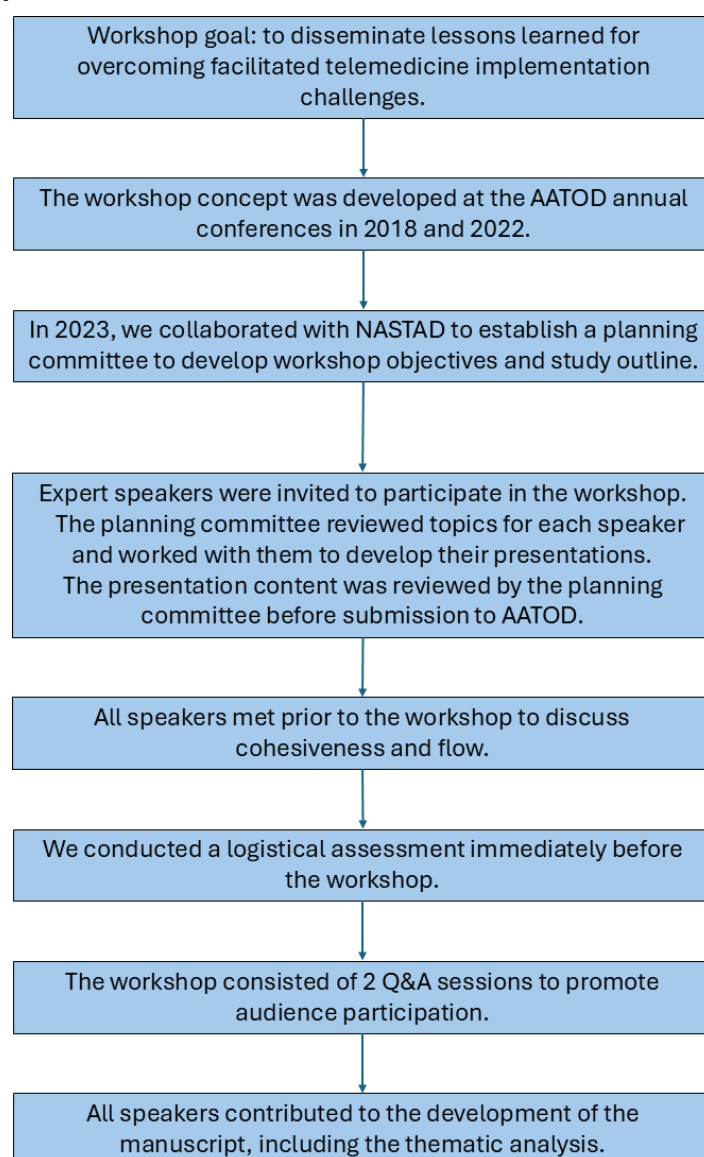 Workshop goal: to disseminate lessons learned for
overcoming facilitated telemedicine implementation
challenges.
The workshop concept was developed at the AATOD annual
conferences in 2018 and 2022.
In 2023, we collaborated with NASTAD to establish a planning
committee to develop workshop objectives and study outline.
Expert speakers were invited to participate in the workshop.
The planning committee reviewed topics for each speaker
and worked with them to develop their presentations.
The presentation content was reviewed by the planning
committee before submission to AATOD.
All speakers met prior to the workshop to discuss
cohesiveness and flow.
We conducted a logistical assessment immediately before
the workshop.
The workshop consisted of 2 Q&A sessions to promote
audience participation.
All speakers contributed to the development of the
manuscript, including the thematic analysis.